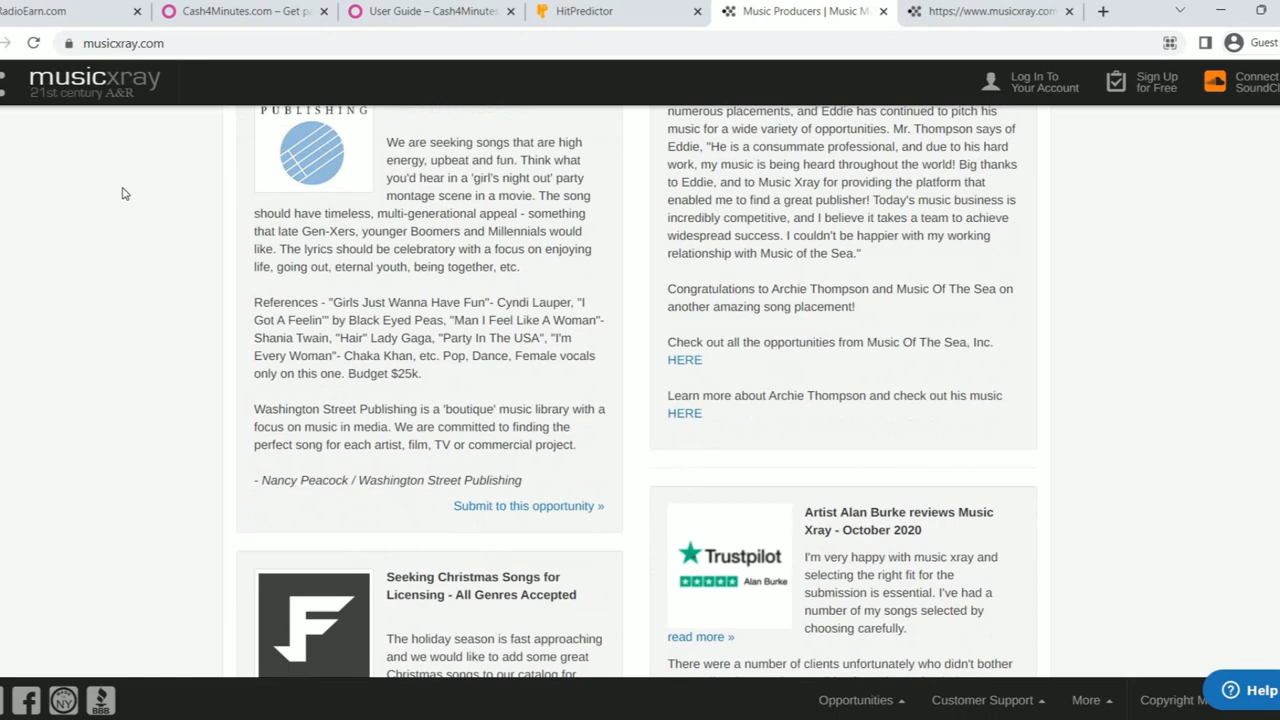 RadioEarn.com
Cash4Minutes.com – Get pa
User Guide – Cash4Minutes
HitPredictor
Music Producers | Music M
https://www.musicxray.com
musicxray.com
Guest
musicxray
21st century A&R
Log In To
Your Account
Sign Up
for Free
Connect
SoundCl
PUBLISHING
We are seeking songs that are high
energy, upbeat and fun. Think what
you'd hear in a 'girl's night out' party
montage scene in a movie. The song
should have timeless, multi-generational appeal - something
that late Gen-Xers, younger Boomers and Millennials would
like. The lyrics should be celebratory with a focus on enjoying
life, going out, eternal youth, being together, etc.
References - "Girls Just Wanna Have Fun"- Cyndi Lauper, "I
Got A Feelin'" by Black Eyed Peas, "Man I Feel Like A Woman"-
Shania Twain, "Hair" Lady Gaga, "Party In The USA", "I'm
Every Woman"- Chaka Khan, etc. Pop, Dance, Female vocals
only on this one. Budget $25k.
Washington Street Publishing is a 'boutique' music library with a
focus on music in media. We are committed to finding the
perfect song for each artist, film, TV or commercial project.
- Nancy Peacock / Washington Street Publishing
Submit to this opportunity »
Seeking Christmas Songs for
Licensing - All Genres Accepted
The holiday season is fast approaching
and we would like to add some great
Christmas songs to our catalog for
numerous placements, and Eddie has continued to pitch his
music for a wide variety of opportunities. Mr. Thompson says of
Eddie, "He is a consummate professional, and due to his hard
work, my music is being heard throughout the world! Big thanks
to Eddie, and to Music Xray for providing the platform that
enabled me to find a great publisher! Today's music business is
incredibly competitive, and I believe it takes a team to achieve
widespread success. I couldn't be happier with my working
relationship with Music of the Sea."
Congratulations to Archie Thompson and Music Of The Sea on
another amazing song placement!
Check out all the opportunities from Music Of The Sea, Inc.
HERE
Learn more about Archie Thompson and check out his music
HERE
Trustpilot
Alan Burke
Artist Alan Burke reviews Music
Xray - October 2020
I'm very happy with music xray and
selecting the right fit for the
submission is essential. I've had a
number of my songs selected by
choosing carefully.
read more »
There were a number of clients unfortunately who didn't bother
NY
BBB
Opportunities
Customer Support
More
Copyright M
Help